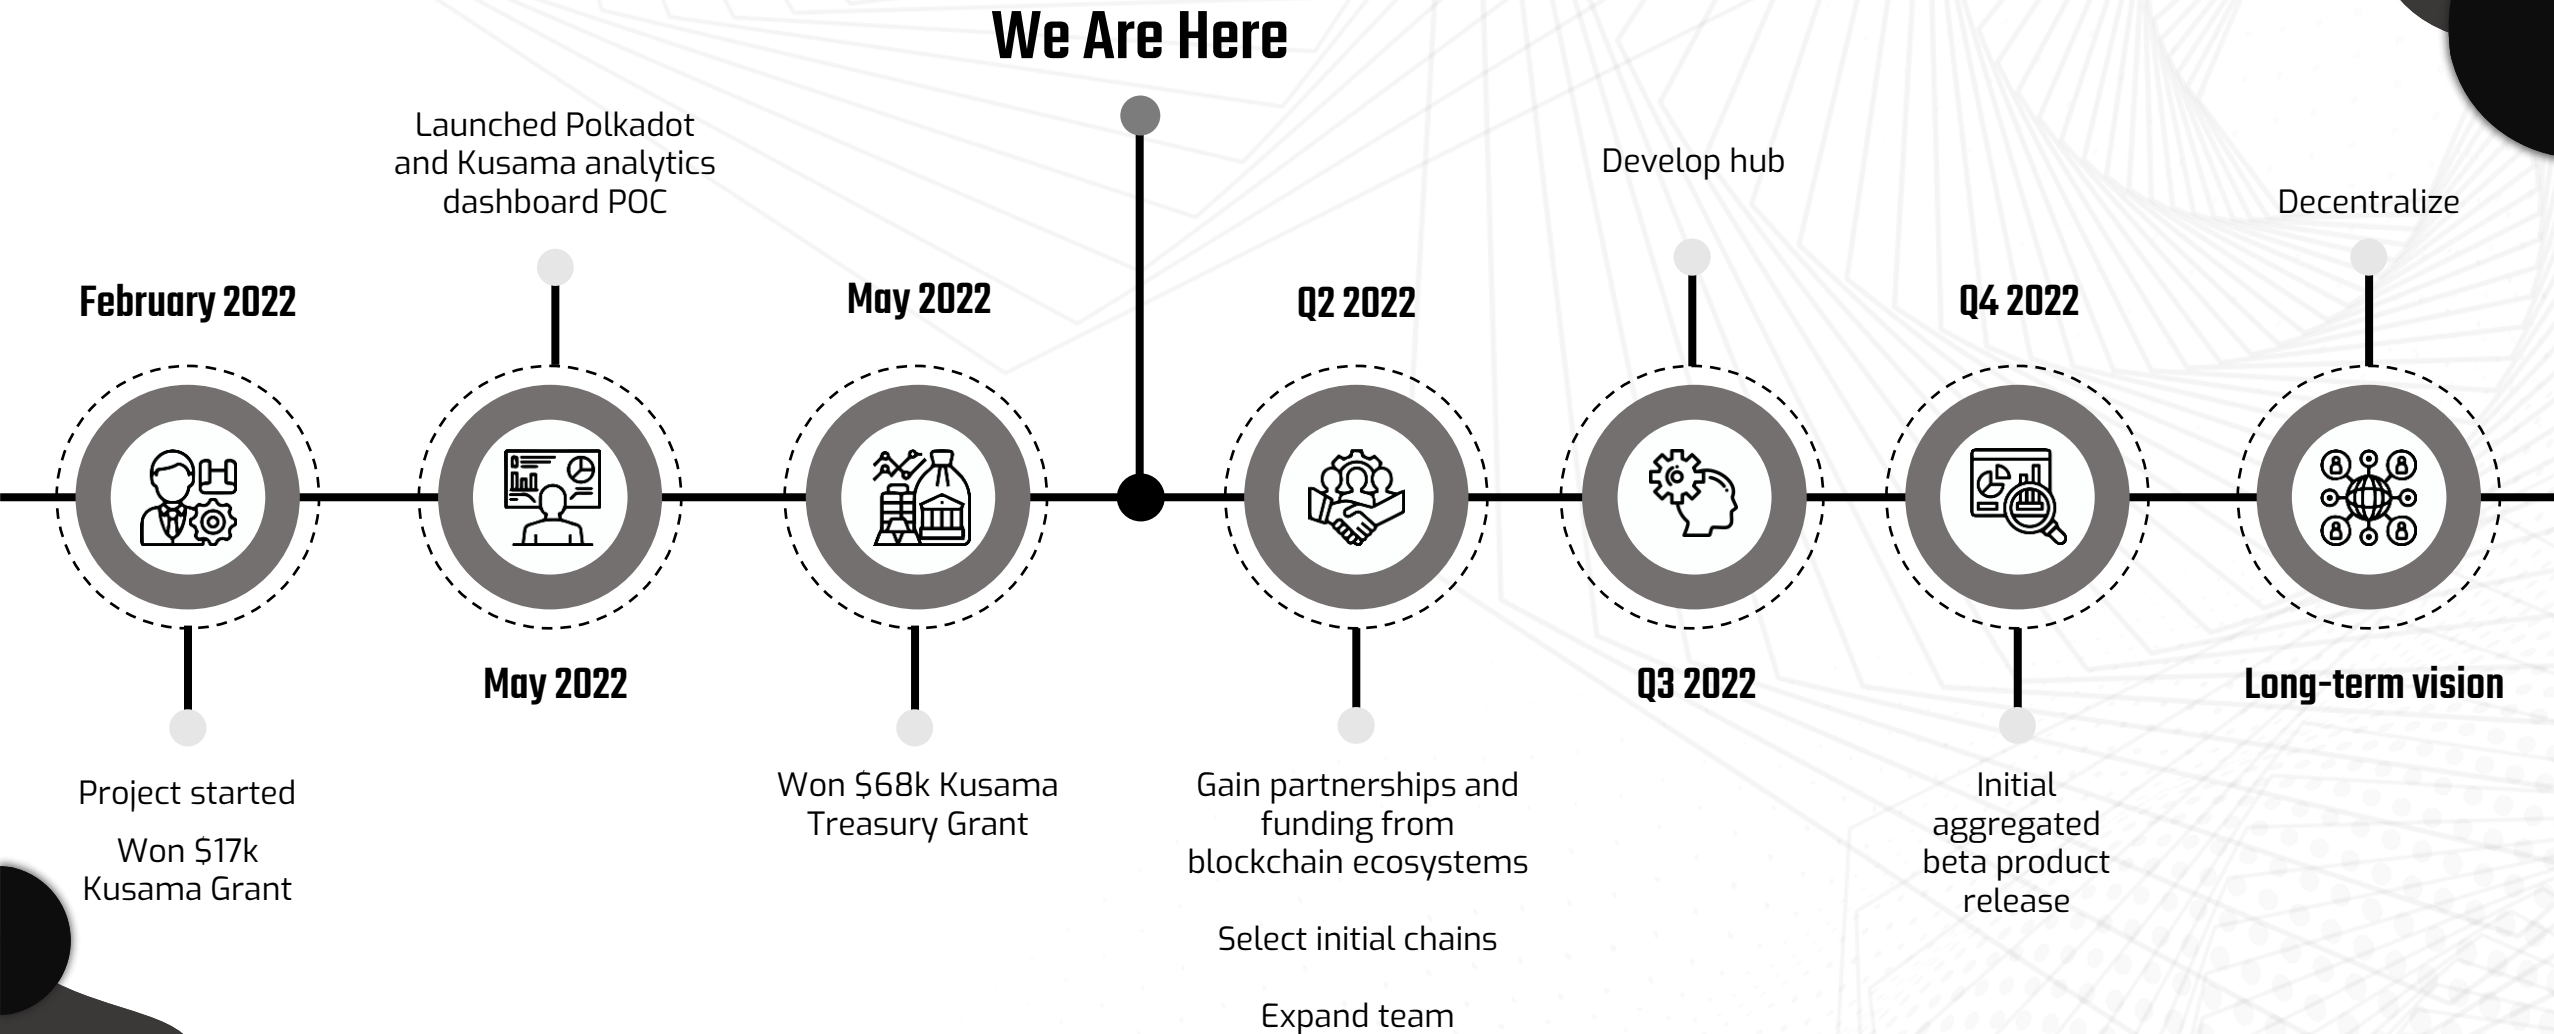 We Are Here
February 2022
Project started
Won $17k
Kusama Grant
Launched Polkadot
and Kusama analytics
dashboard POC
May 2022
May 2022
Won $68k Kusama
Treasury Grant
Q2 2022
Gain partnerships and
funding from
blockchain ecosystems
Select initial chains
Expand team
Develop hub
Q3 2022
Q4 2022
Initial
aggregated
beta product
release
Decentralize
Long-term vision